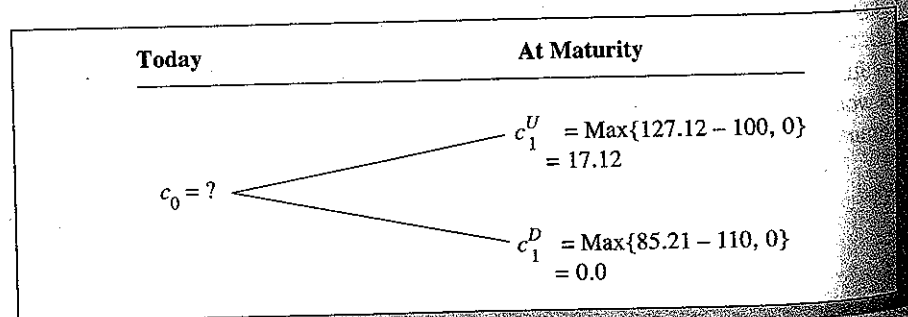 Today At Maturity
c_1^U = Max{127.12 – 100, 0}
= 17.12
c_0 = ?
c_1^D = Max{85.21 – 110, 0}
= 0.0